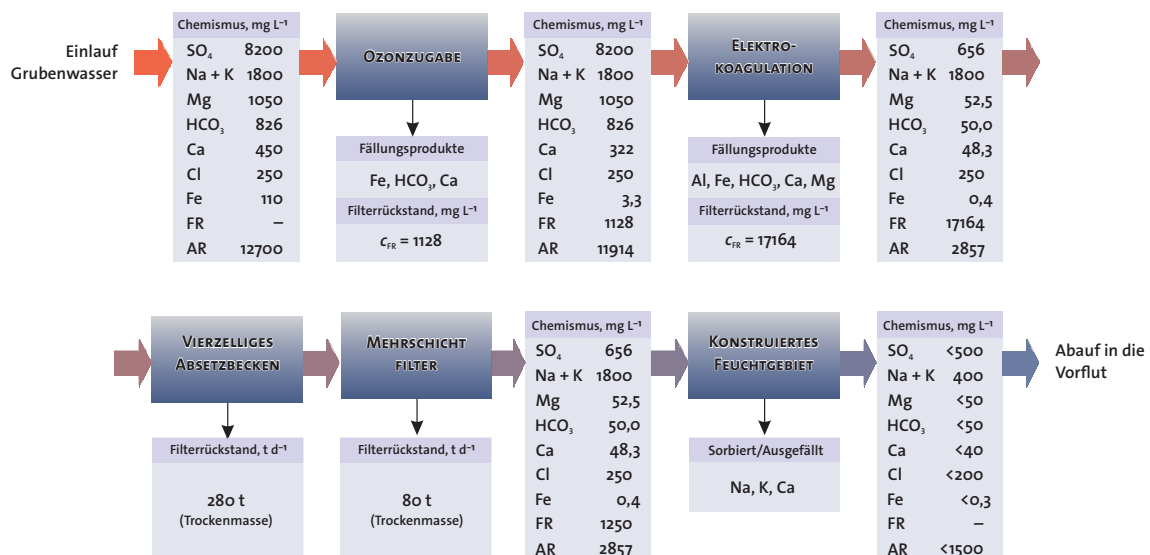 Einlauf
Grubenwasser
Chemismus, mg L⁻¹
SO₄ 8200
Na + K 1800
Mg 1050
HCO₃ 826
Ca 450
Cl 250
Fe 110
FR –
AR 12700
Ozonzugabe
Fällungsprodukte
Fe, HCO₃, Ca
Filterrückstand, mg L⁻¹
c_FR = 1128
Chemismus, mg L⁻¹
SO₄ 8200
Na + K 1800
Mg 1050
HCO₃ 826
Ca 322
Cl 250
Fe 3,3
FR 1128
AR 11914
Elektro-
koagulation
Fällungsprodukte
Al, Fe, HCO₃, Ca, Mg
Filterrückstand, mg L⁻¹
c_FR = 17164
Chemismus, mg L⁻¹
SO₄ 656
Na + K 1800
Mg 52,5
HCO₃ 50,0
Ca 48,3
Cl 250
Fe 0,4
FR 17164
AR 2857
Vierzelliges
Absetzbecken
Filterrückstand, t d⁻¹
280 t
(Trockenmasse)
Mehrschicht
filter
Filterrückstand, t d⁻¹
80 t
(Trockenmasse)
Chemismus, mg L⁻¹
SO₄ 656
Na + K 1800
Mg 52,5
HCO₃ 50,0
Ca 48,3
Cl 250
Fe 0,4
FR 1250
AR 2857
Konstruiertes
Feuchtgebiet
Sorbiert/Ausgefällt
Na, K, Ca
Chemismus, mg L⁻¹
SO₄ <500
Na + K 400
Mg <50
HCO₃ <50
Ca <40
Cl <200
Fe <0,3
FR –
AR <1500
Abauf in die
Vorflut